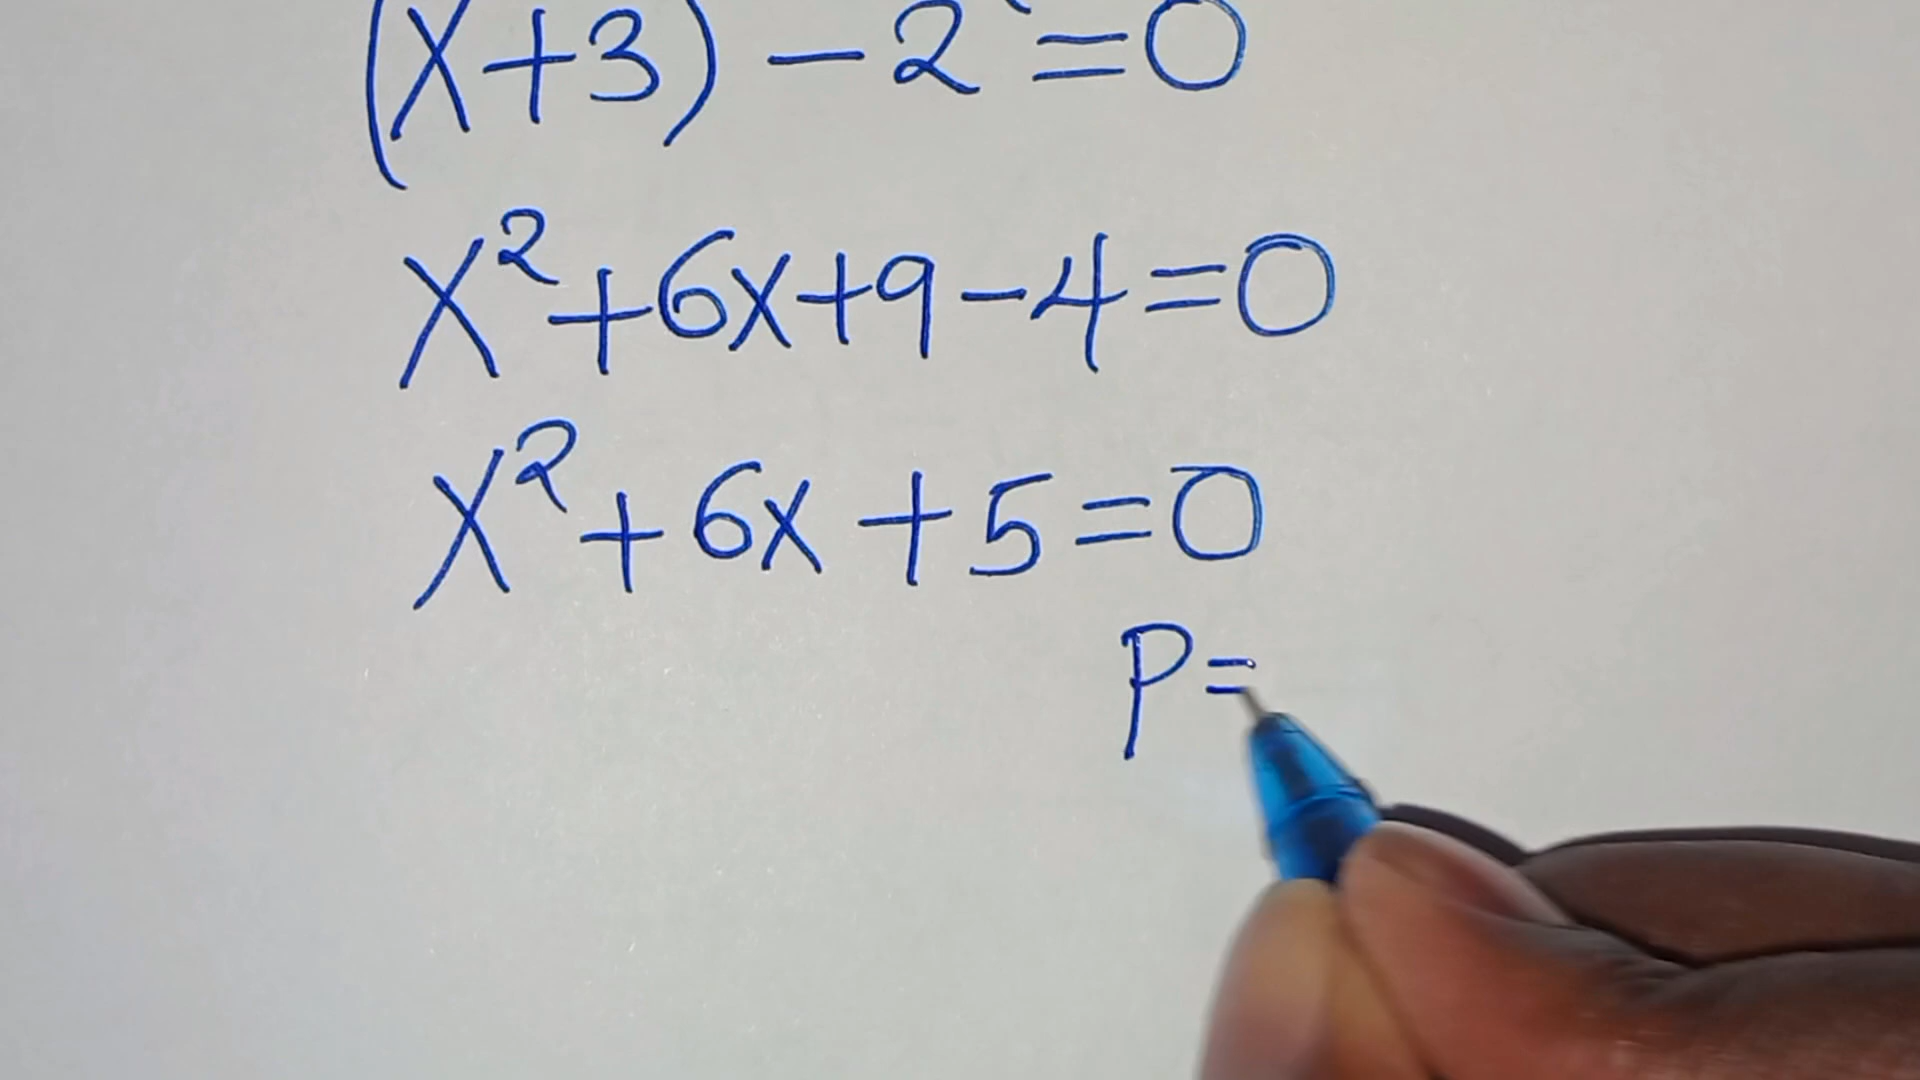 (x+3) - 2 = 0
x² + 6x + 9 - 4 = 0
x² + 6x + 5 = 0
P =